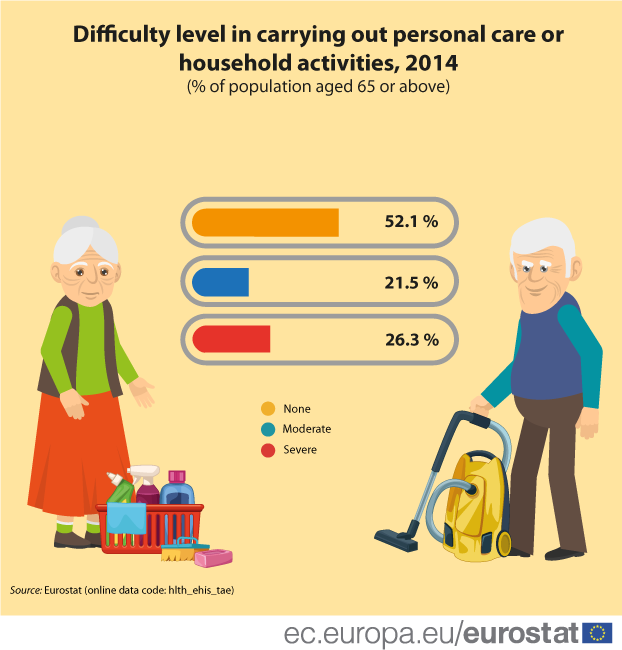 Difficulty level in carrying out personal care or
household activities, 2014
(% of population aged 65 or above)
52.1 %
21.5 %
26.3 %
None
Moderate
Severe
Source: Eurostat (online data code: hlth_ehis_tae)
ec.europa.eu/eurostat